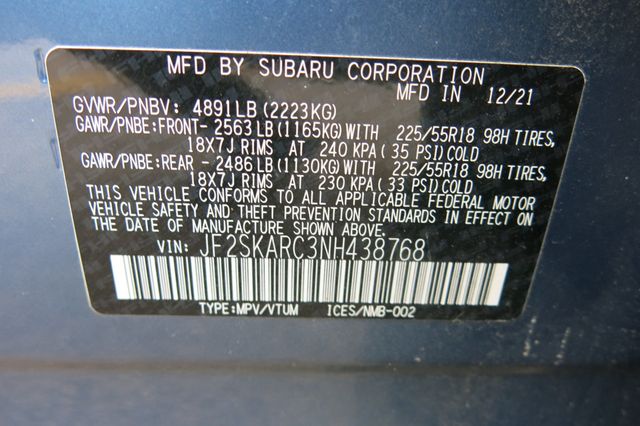 MFD BY SUBARU CORPORATION
MFD IN 12/21
GVWR/PNBV: 4891LB(2223KG)
GAWR/PNBE:FRONT- 2563LB(1165KG)WITH 225/55R18 98H TIRES,
18X7J RIMS AT 240 KPA(35 PSI)COLD
GAWR/PNBE:REAR - 2486LB(1130KG)WITH 225/55R18 98H TIRES,
18X7J RIMS AT 230 KPA(33 PSI)COLD
THIS VEHICLE CONFORMS TO ALL APPLICABLE FEDERAL MOTOR
VEHICLE SAFETY AND THEFT PREVENTION STANDARDS IN EFFECT ON
THE DATE OF MANUFACTURE SHOWN ABOVE.
VIN: JF2SKARC3NH438768
TYPE:MPV/VTUM ICES/NMB-002